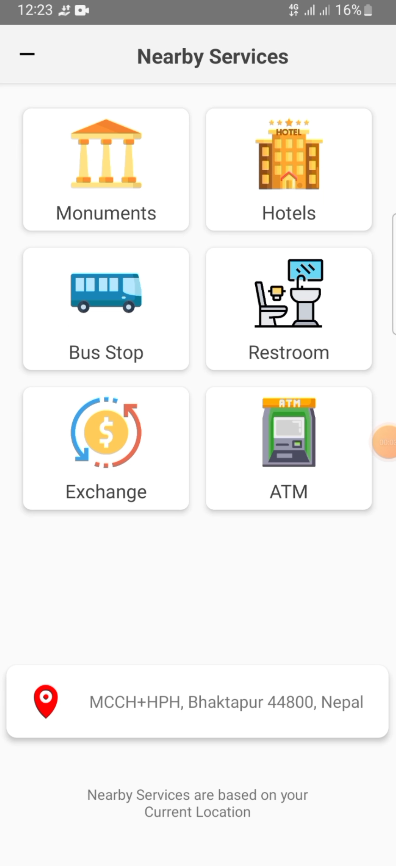 12:23 4G 16%
Nearby Services
HOTEL
Monuments Hotels
Bus Stop Restroom
ATM
Exchange ATM
MCCH+HPH, Bhaktapur 44800, Nepal
Nearby Services are based on your
Current Location